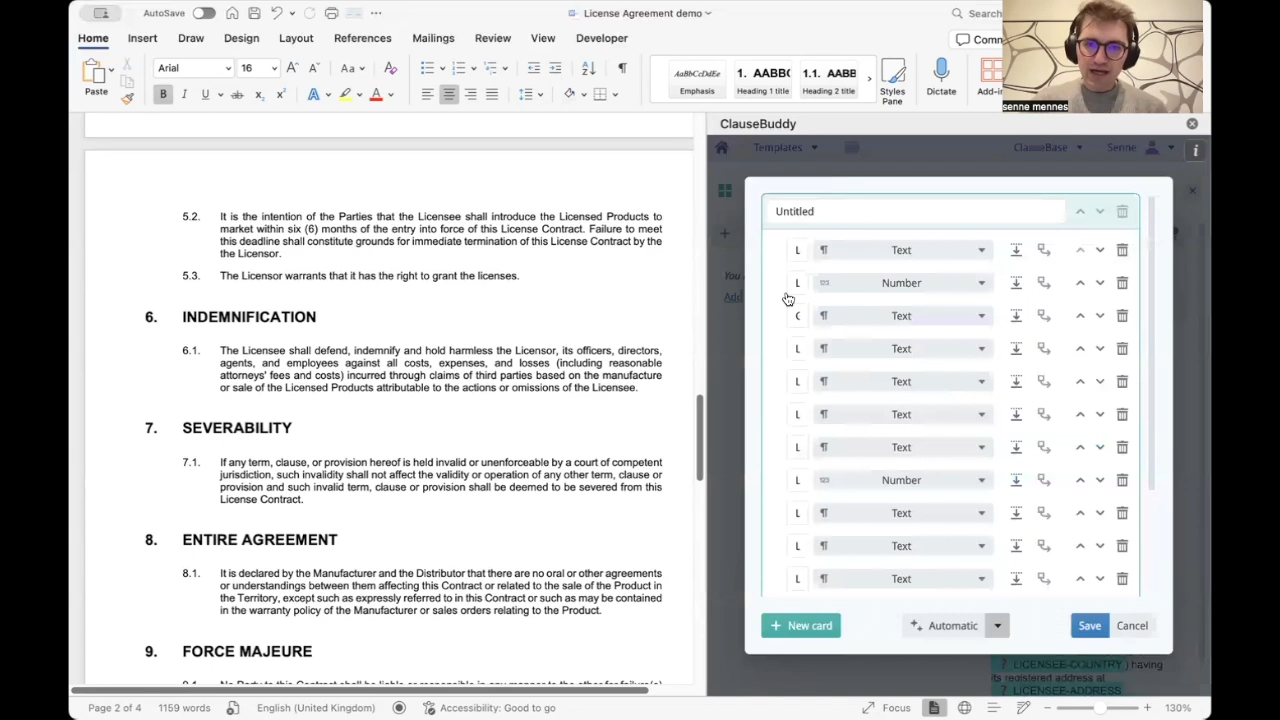 AutoSave
License Agreement demo
Search
Home Insert Draw Design Layout References Mailings Review View Developer
Paste
Arial 16
Aa
B I U ab x₂ x²
AaBbCcDdEe
Emphasis
1. AABBC
Heading 1 title
1.1. AABB
Heading 2 title
Styles
Pane
Dictate
senne mennes
ClauseBuddy
Templates
ClauseBase
Senne
Untitled
L Text
L 123 Number
C Text
L Text
L Text
L Text
L Text
L 123 Number
L Text
L Text
L Text
+ New card
Automatic
Save Cancel
LICENSEE-COUNTRY ) having
its registered address at
LICENSEE-ADDRESS
5.2. It is the intention of the Parties that the Licensee shall introduce the Licensed Products to
market within six (6) months of the entry into force of this License Contract. Failure to meet
this deadline shall constitute grounds for immediate termination of this License Contract by the
the Licensor.
5.3. The Licensor warrants that it has the right to grant the licenses.
6. INDEMNIFICATION
6.1. The Licensee shall defend, indemnify and hold harmless the Licensor, its officers, directors,
agents, and employees against all costs, expenses, and losses (including reasonable
attorneys' fees and costs) incurred through claims of third parties based on the manufacture
or sale of the Licensed Products attributable to the actions or omissions of the Licensee.
7. SEVERABILITY
7.1. If any term, clause, or provision hereof is held invalid or unenforceable by a court of competent
jurisdiction, such invalidity shall not affect the validity or operation of any other term, clause or
provision and such invalid term, clause or provision shall be deemed to be severed from this
License Contract.
8. ENTIRE AGREEMENT
8.1. It is declared by the Manufacturer and the Distributor that there are no oral or other agreements
or understandings between them affecting this Contract or related to the sale of the Product in
the Territory, except such as expressly referred to in this Contract or such as may be contained
in the warranty policy of the Manufacturer or sales orders relating to the Product.
9. FORCE MAJEURE
Page 2 of 4 1159 words English (United Kingdom) Accessibility: Good to go Focus 130%